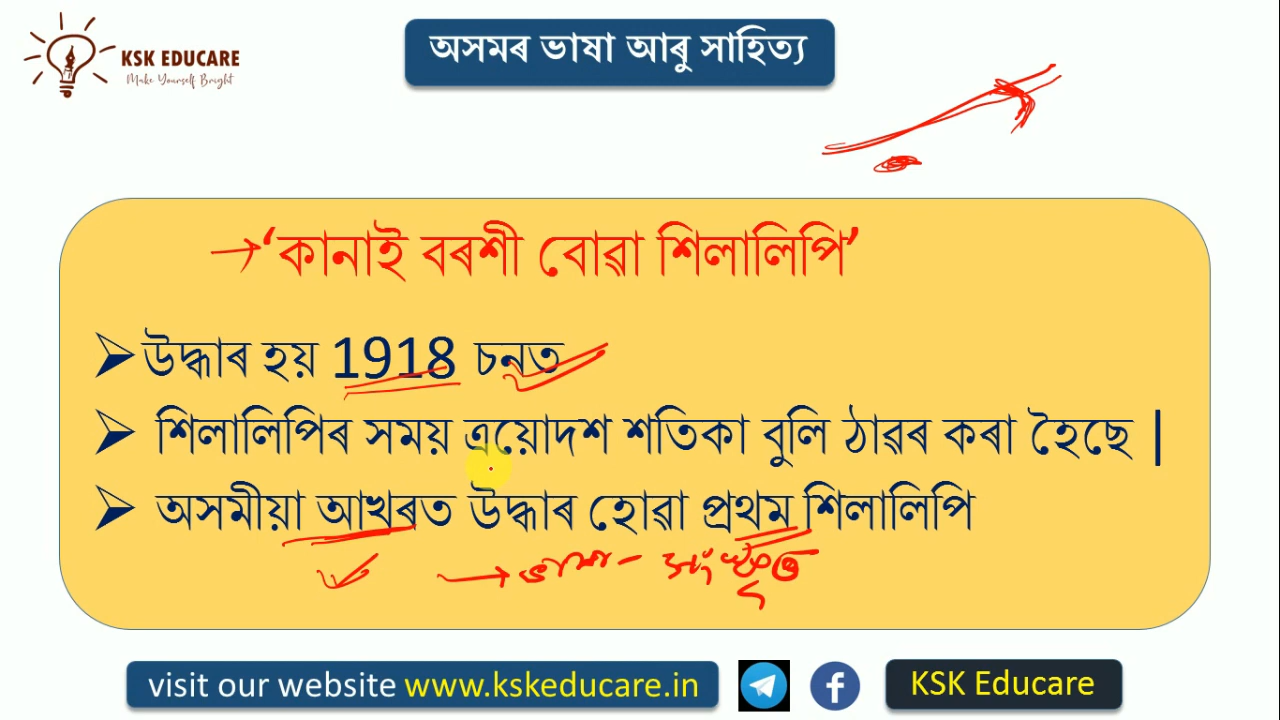 KSK EDUCARE
Make Yourself Bright
অসমৰ ভাষা আৰু সাহিত্য
→‘কানাই বৰশী বোৱা শিলালিপি’
➢উদ্ধাৰ হয় 1918 চনত
➢ শিলালিপিৰ সময় ত্ৰয়োদশ শতিকা বুলি ঠাৱৰ কৰা হৈছে |
➢ অসমীয়া আখৰত উদ্ধাৰ হোৱা প্ৰথম শিলালিপি
→ ভাষা - সংস্কৃত
visit our website www.kskeducare.in
KSK Educare